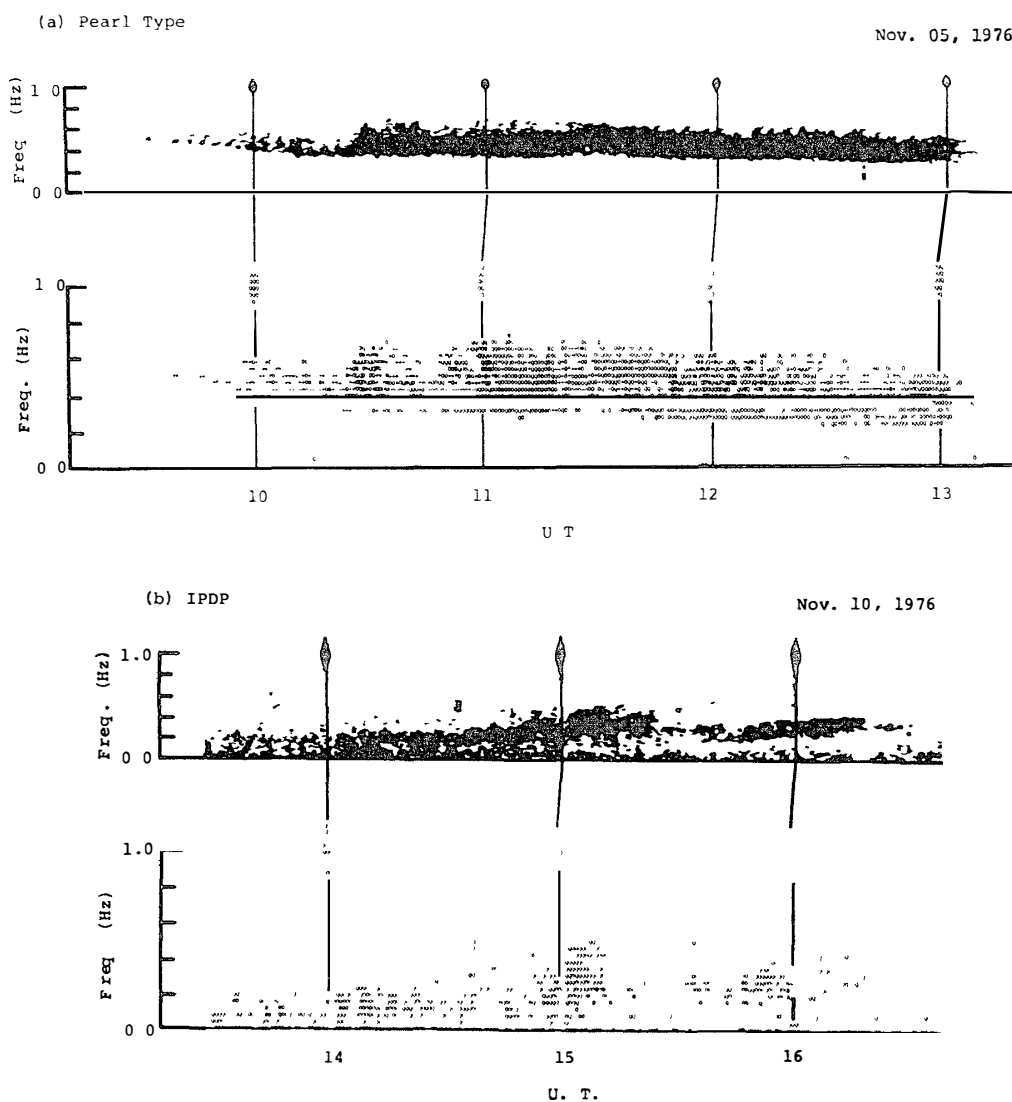 (a) Pearl Type
Nov. 05, 1976
Freq (Hz)
1 0
0 0
Freq. (Hz)
1 0
0 0
10 11 12 13
U T
(b) IPDP
Nov. 10, 1976
Freq. (Hz)
1.0
0 0
Freq (Hz)
1.0
0 0
14 15 16
U. T.